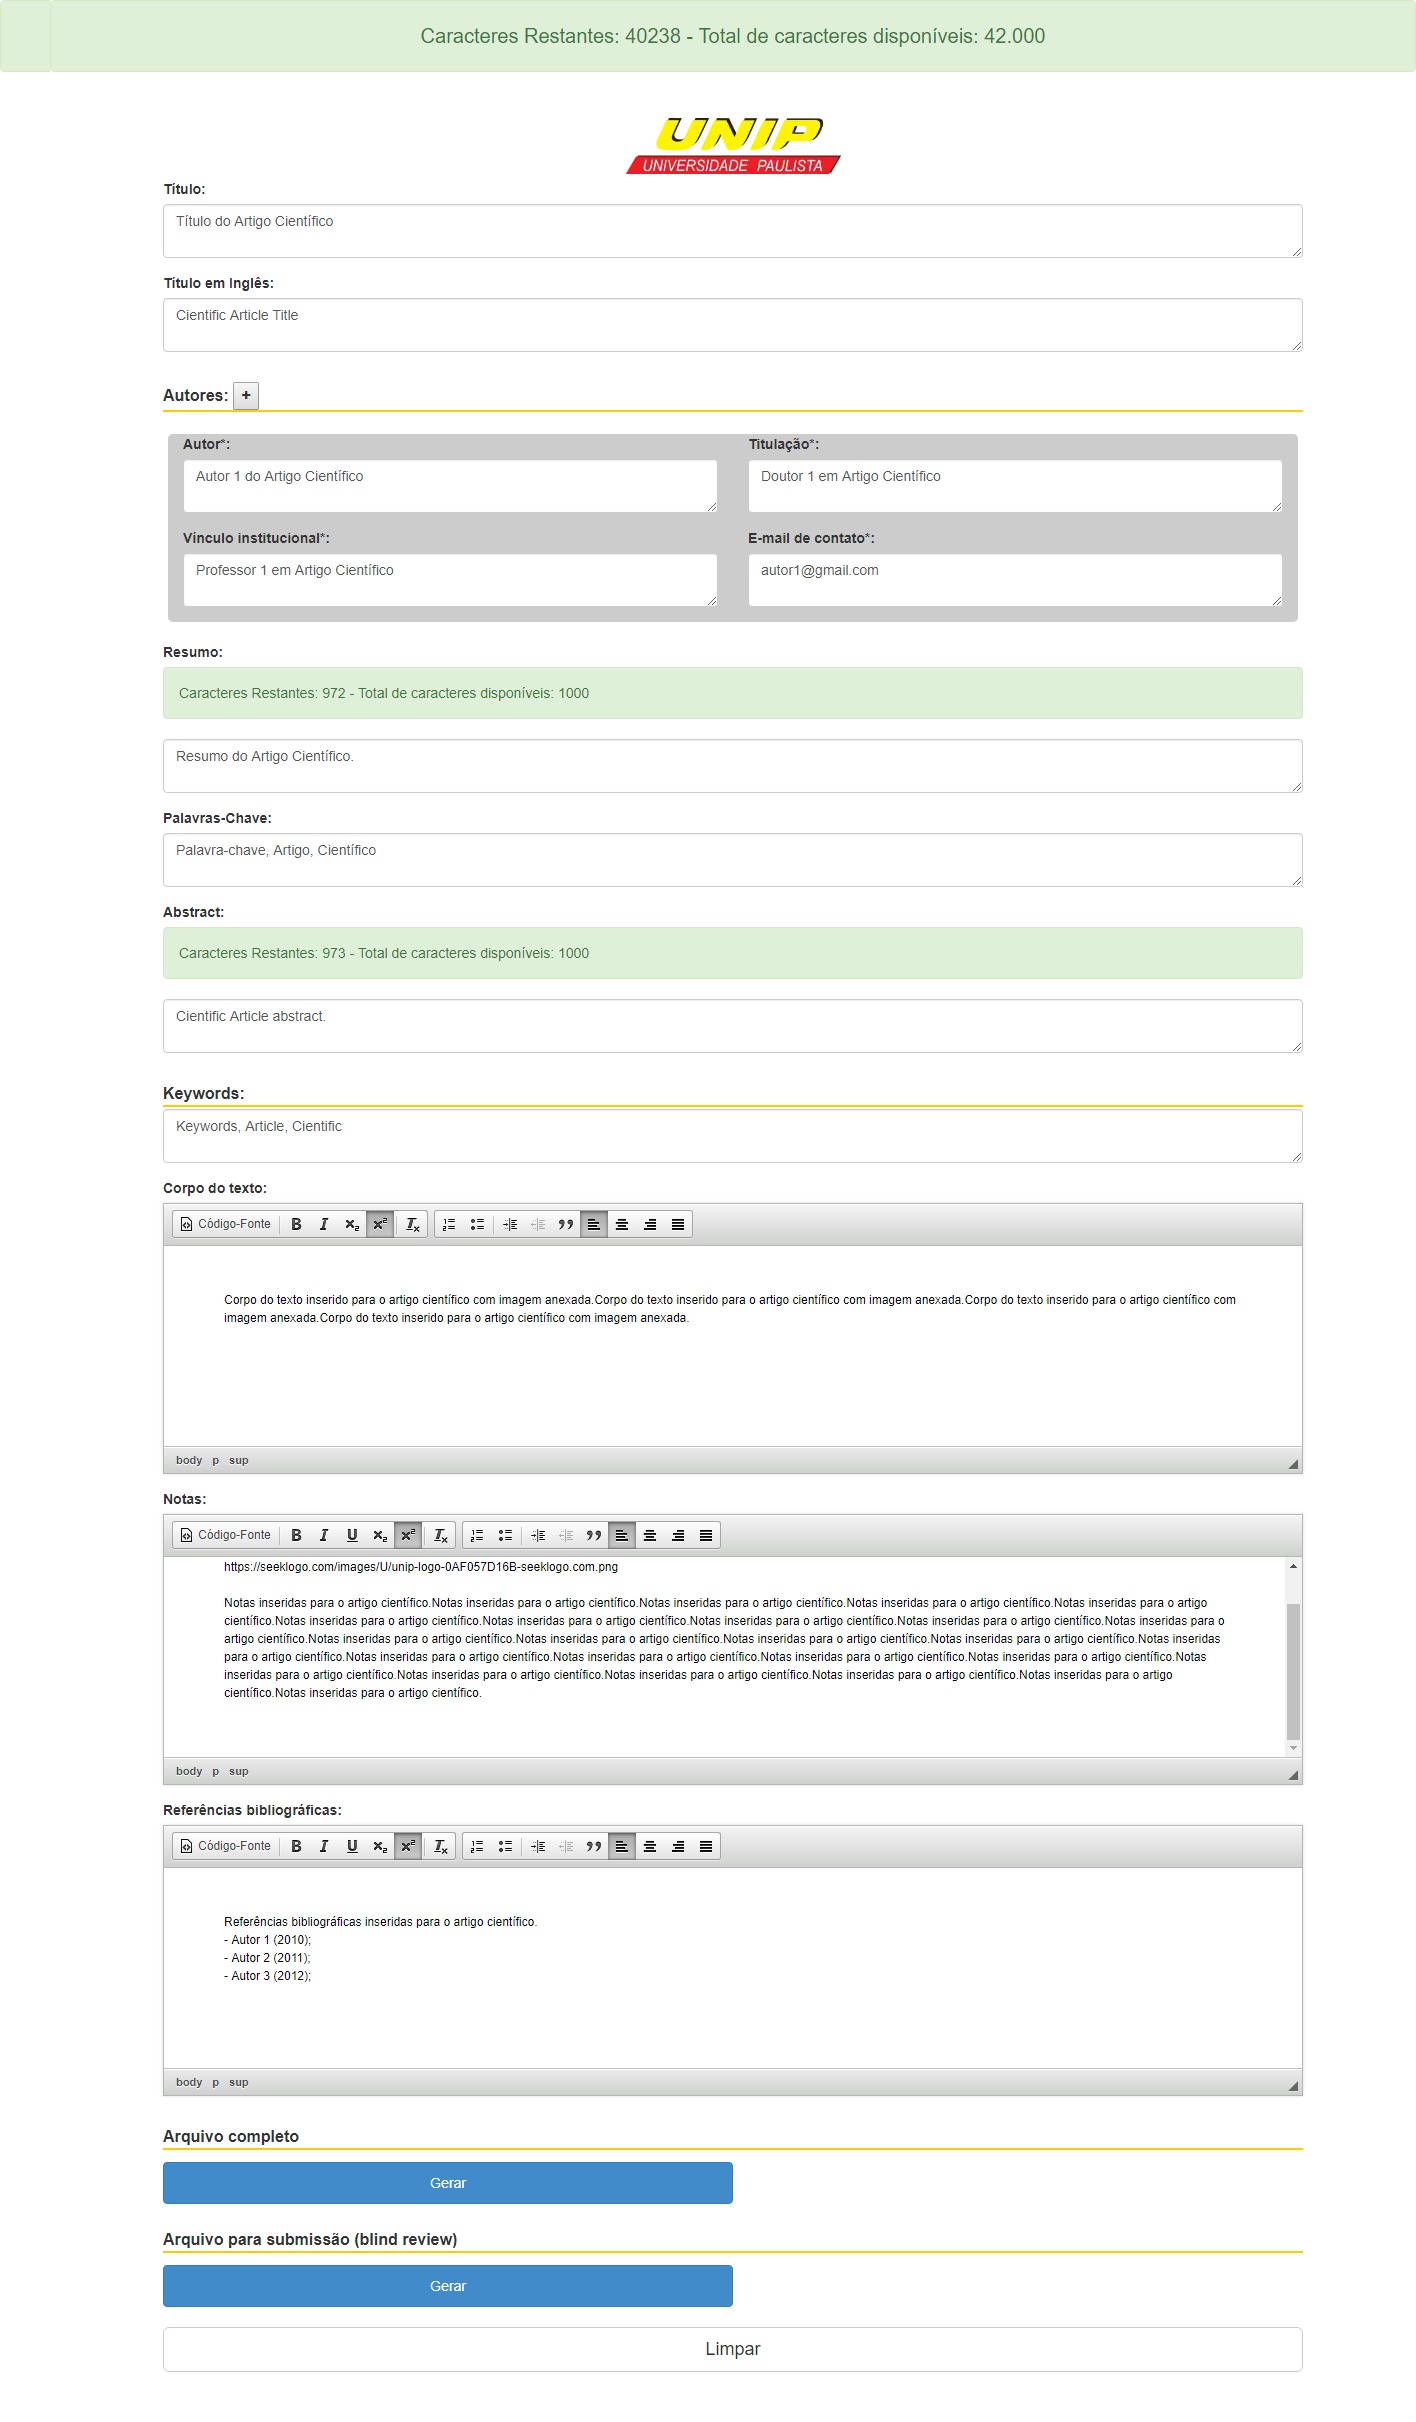 Caracteres Restantes: 40238 - Total de caracteres disponíveis: 42.000
UNIP
UNIVERSIDADE PAULISTA
Título:
Título do Artigo Científico
Título em Inglês:
Cientific Article Title
Autores: +
Autor*: Titulação*:
Autor 1 do Artigo Científico Doutor 1 em Artigo Científico
Vínculo institucional*: E-mail de contato*:
Professor 1 em Artigo Científico autor1@gmail.com
Resumo:
Caracteres Restantes: 972 - Total de caracteres disponíveis: 1000
Resumo do Artigo Científico.
Palavras-Chave:
Palavra-chave, Artigo, Científico
Abstract:
Caracteres Restantes: 973 - Total de caracteres disponíveis: 1000
Cientific Article abstract.
Keywords:
Keywords, Article, Cientific
Corpo do texto:
Código-Fonte B I x₂ x² Tx
Corpo do texto inserido para o artigo científico com imagem anexada.Corpo do texto inserido para o artigo científico com imagem anexada.Corpo do texto inserido para o artigo científico com
imagem anexada.Corpo do texto inserido para o artigo científico com imagem anexada.
body p sup
Notas:
Código-Fonte B I U x₂ x² Tx
https://seeklogo.com/images/U/unip-logo-0AF057D16B-seeklogo.com.png
Notas inseridas para o artigo científico.Notas inseridas para o artigo científico.Notas inseridas para o artigo científico.Notas inseridas para o artigo científico.Notas inseridas para o artigo
científico.Notas inseridas para o artigo científico.Notas inseridas para o artigo científico.Notas inseridas para o artigo científico.Notas inseridas para o artigo científico.Notas inseridas para o
artigo científico.Notas inseridas para o artigo científico.Notas inseridas para o artigo científico.Notas inseridas para o artigo científico.Notas inseridas para o artigo científico.Notas inseridas
para o artigo científico.Notas inseridas para o artigo científico.Notas inseridas para o artigo científico.Notas inseridas para o artigo científico.Notas inseridas para o artigo científico.Notas
inseridas para o artigo científico.Notas inseridas para o artigo científico.Notas inseridas para o artigo científico.Notas inseridas para o artigo científico.Notas inseridas para o artigo
científico.Notas inseridas para o artigo científico.
body p sup
Referências bibliográficas:
Código-Fonte B I U x₂ x² Tx
Referências bibliográficas inseridas para o artigo científico.
- Autor 1 (2010);
- Autor 2 (2011);
- Autor 3 (2012);
body p sup
Arquivo completo
Gerar
Arquivo para submissão (blind review)
Gerar
Limpar